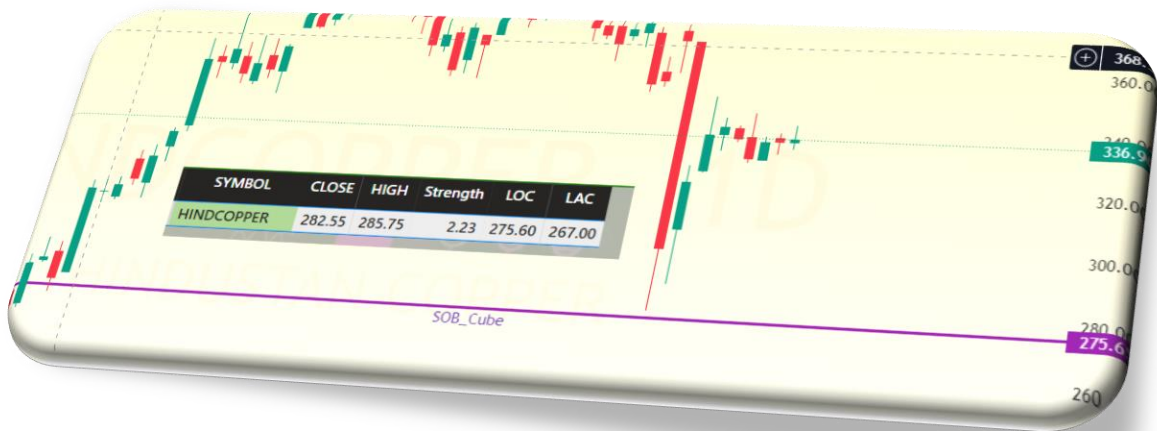 368.
360.0
336.9
320.0
300.0
280.0
275.6
260
SYMBOL CLOSE HIGH Strength LOC LAC
HINDCOPPER 282.55 285.75 2.23 275.60 267.00
SOB_Cube